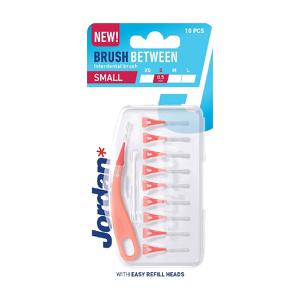 NEW!
10 PCS
BRUSH BETWEEN
Interdental brush
SMALL
XS S M L
0.5
Jordan*
WITH EASY REFILL HEADS